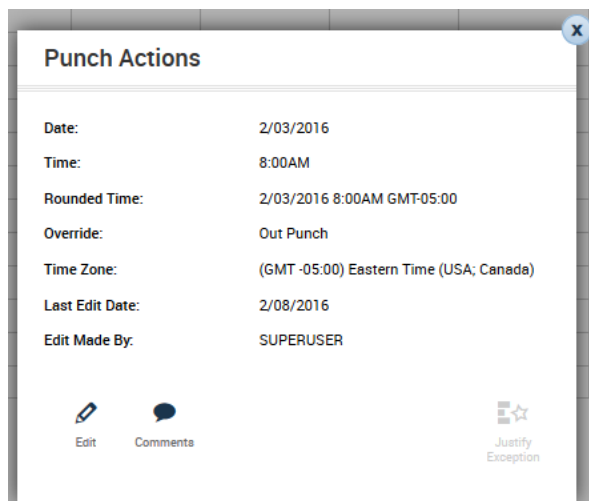 X
Punch Actions
Date: 2/03/2016
Time: 8:00AM
Rounded Time: 2/03/2016 8:00AM GMT-05:00
Override: Out Punch
Time Zone: (GMT -05:00) Eastern Time (USA; Canada)
Last Edit Date: 2/08/2016
Edit Made By: SUPERUSER
Edit Comments Justify
Exception